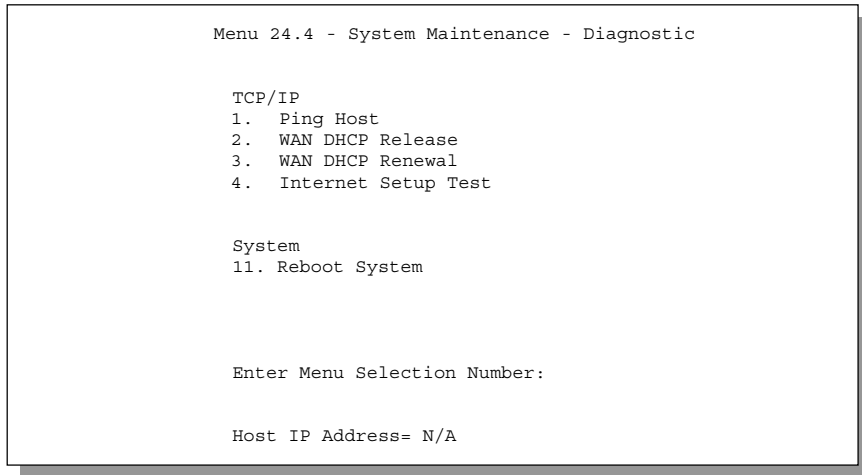 Menu 24.4 - System Maintenance - Diagnostic
TCP/IP
1. Ping Host
2. WAN DHCP Release
3. WAN DHCP Renewal
4. Internet Setup Test
System
11. Reboot System
Enter Menu Selection Number:
Host IP Address= N/A